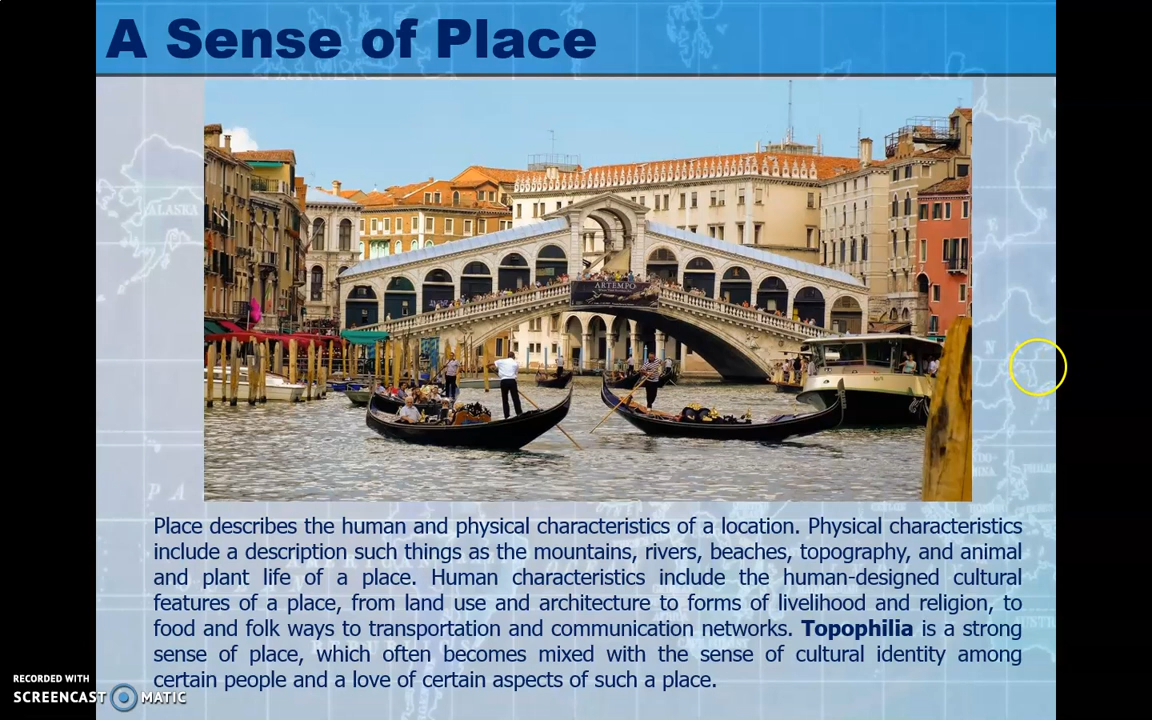 A Sense of Place
ALASKA
ARTEMPO
P A
Place describes the human and physical characteristics of a location. Physical characteristics
include a description such things as the mountains, rivers, beaches, topography, and animal
and plant life of a place. Human characteristics include the human-designed cultural
features of a place, from land use and architecture to forms of livelihood and religion, to
food and folk ways to transportation and communication networks. Topophilia is a strong
sense of place, which often becomes mixed with the sense of cultural identity among
certain people and a love of certain aspects of such a place.
RECORDED WITH
SCREENCAST MATIC